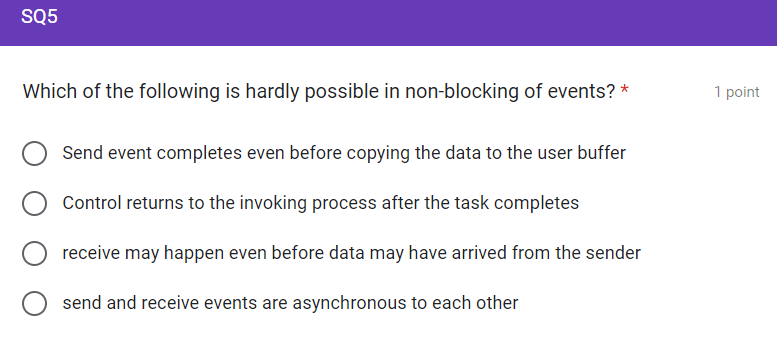 SQ5
Which of the following is hardly possible in non-blocking of events? * 1 point
Send event completes even before copying the data to the user buffer
Control returns to the invoking process after the task completes
receive may happen even before data may have arrived from the sender
send and receive events are asynchronous to each other